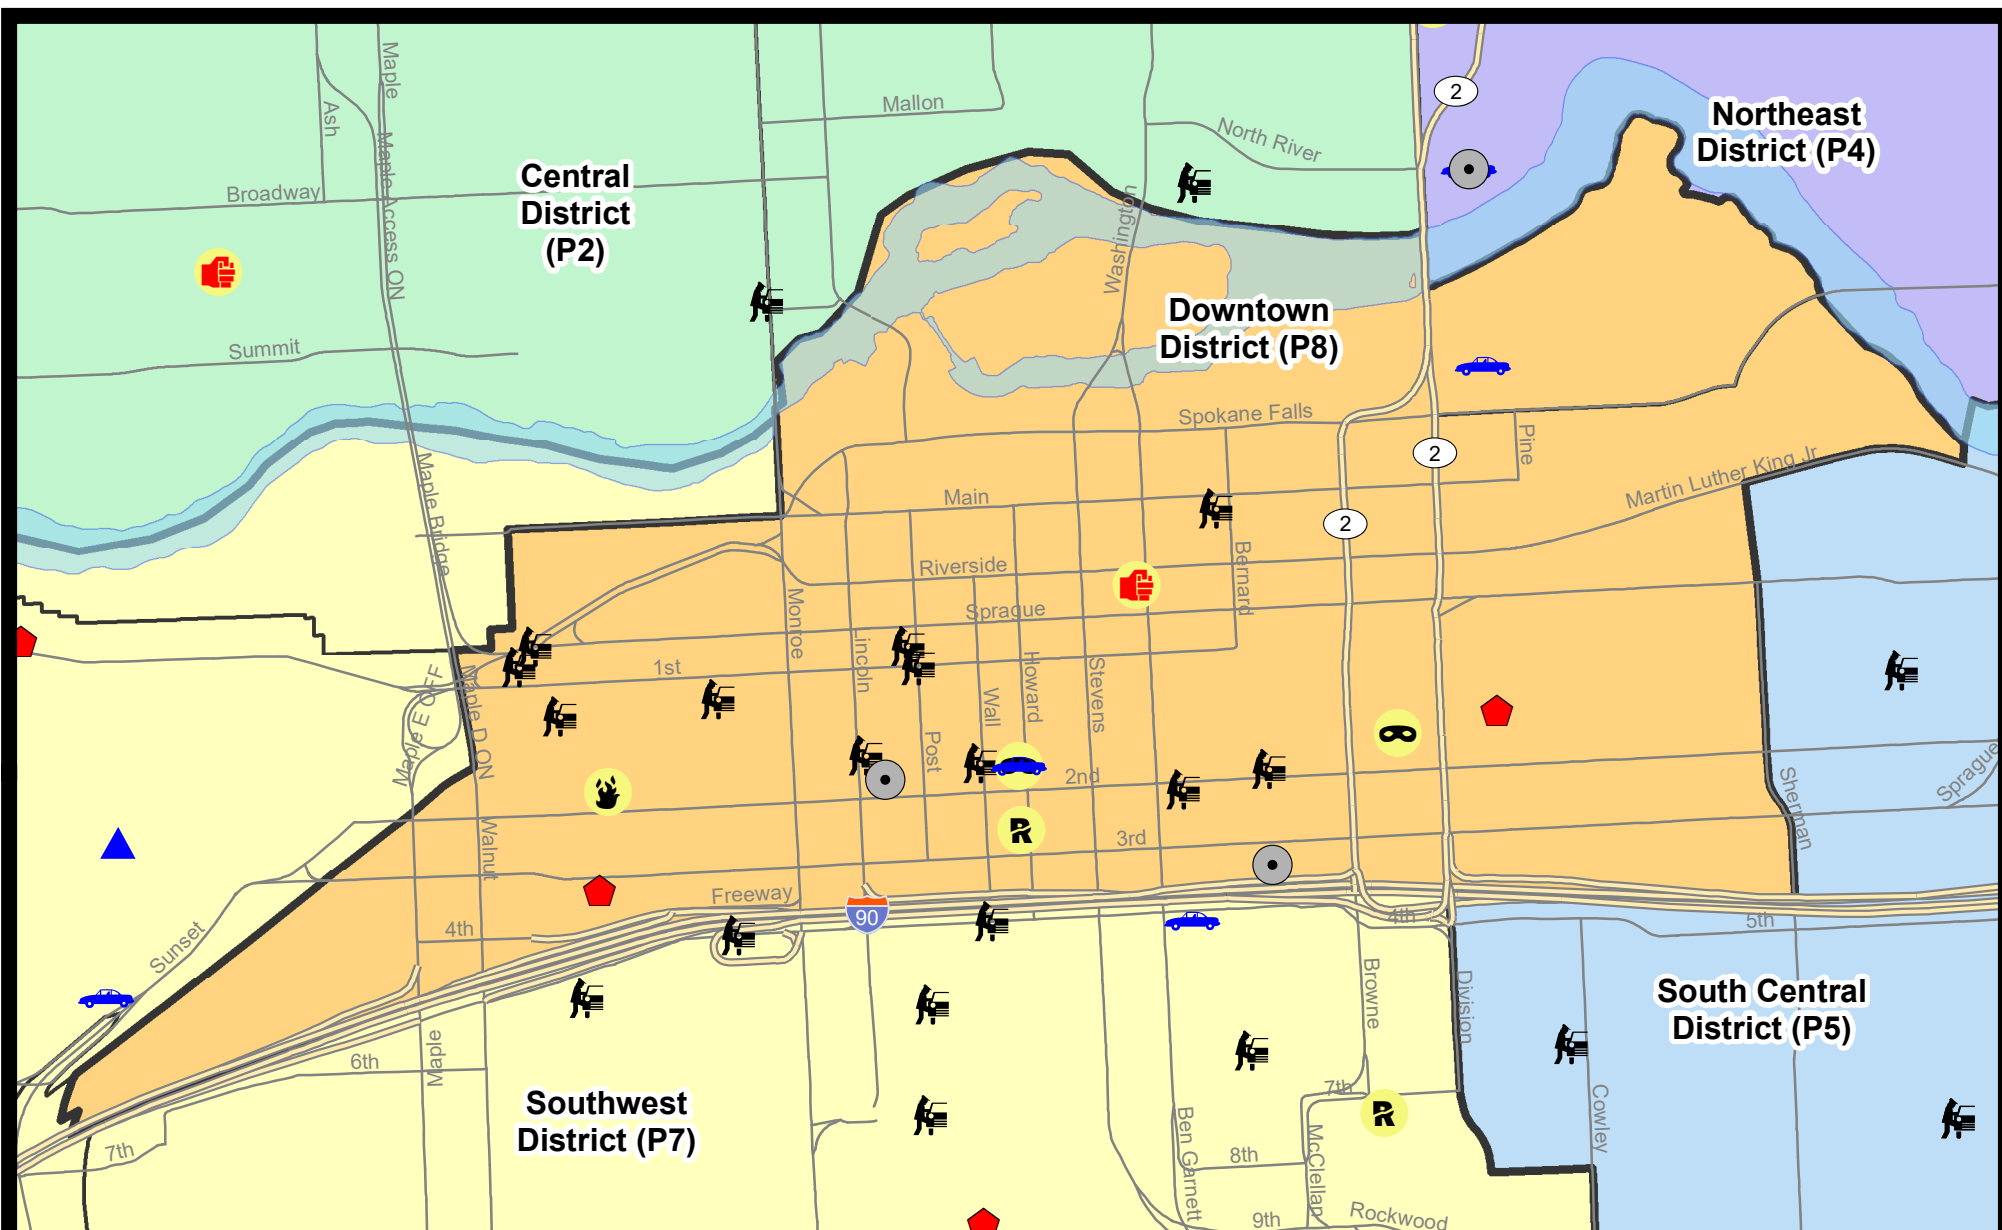 Maple
Ash
Maple Access ON
Mallon
North River
2
Northeast
District (P4)
Central
District
(P2)
Broadway
Washington
Downtown
District (P8)
Summit
Spokane Falls
Pine
2
Martin Luther King Jr
Maple Bridge
Main
2
Riverside
Bernard
Sprague
Monroe
Lincoln
1st
Howard
Stevens
Wall
Maple E OFF
Maple D ON
Post
2nd
Sherman
Sprague
Walnut
3rd
Freeway
90
4th
4th
5th
Sunset
Browne
Division
South Central
District (P5)
Maple
6th
7th
Cowley
Southwest
District (P7)
7th
Ben Garnett
McClellan
8th
9th
Rockwood